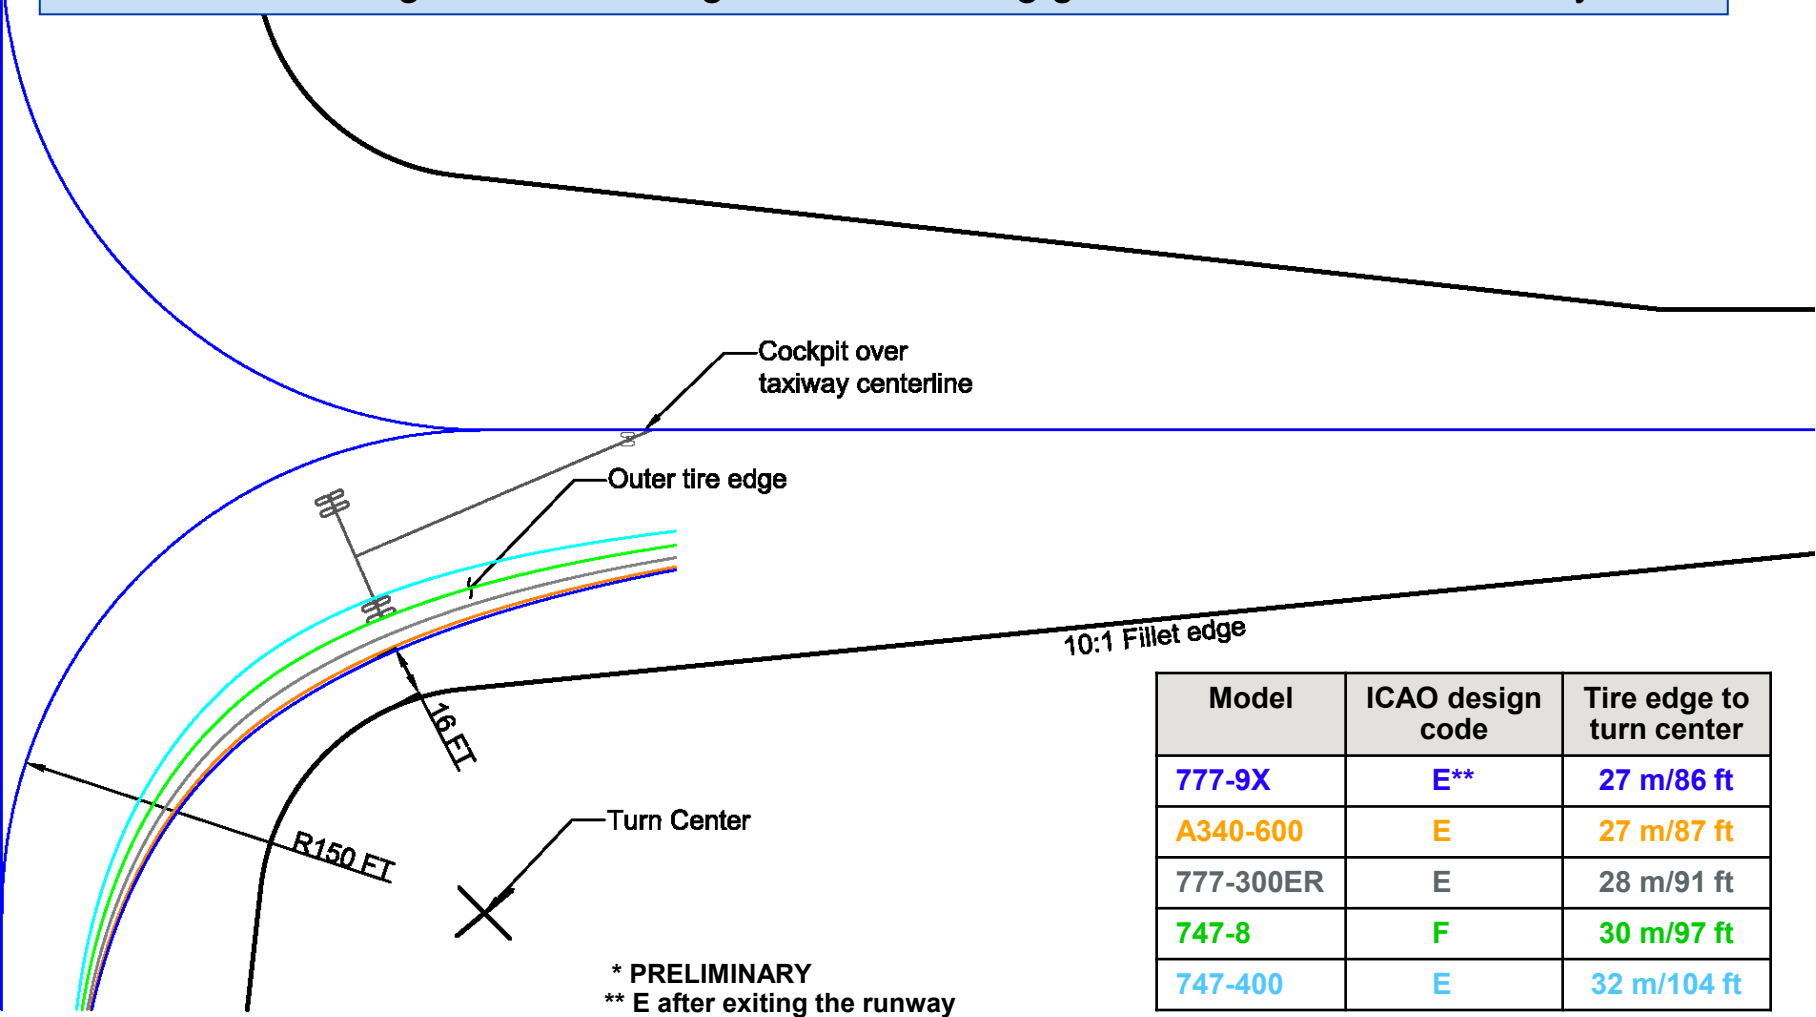 Cockpit over
taxiway centerline
Outer tire edge
10:1 Fillet edge
16 FT
R150 FT
Turn Center
Model ICAO design code Tire edge to turn center
777-9X E** 27 m/86 ft
A340-600 E 27 m/87 ft
777-300ER E 28 m/91 ft
747-8 F 30 m/97 ft
747-400 E 32 m/104 ft
* PRELIMINARY
** E after exiting the runway